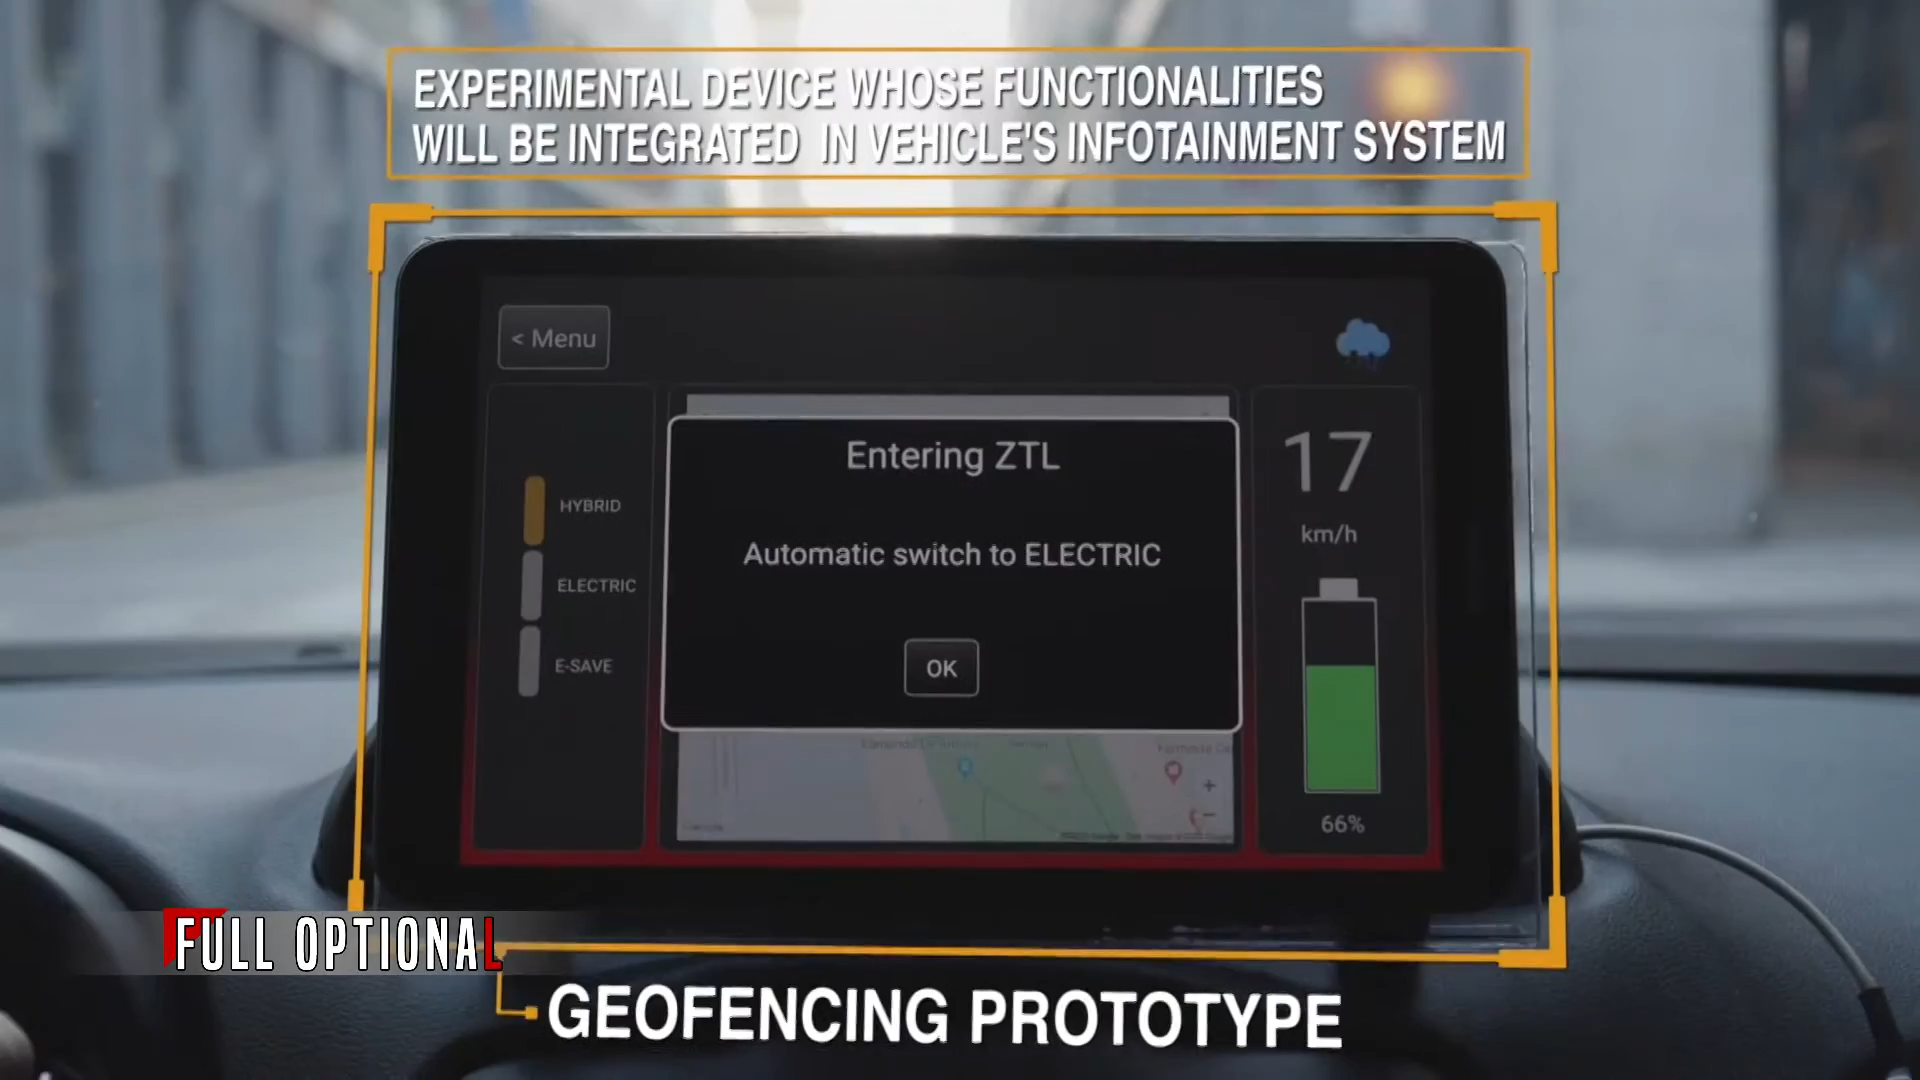 EXPERIMENTAL DEVICE WHOSE FUNCTIONALITIES
WILL BE INTEGRATED IN VEHICLE'S INFOTAINMENT SYSTEM
< Menu
HYBRID
ELECTRIC
E-SAVE
Entering ZTL
Automatic switch to ELECTRIC
OK
17
km/h
66%
+
−
FULL OPTIONAL
GEOFENCING PROTOTYPE